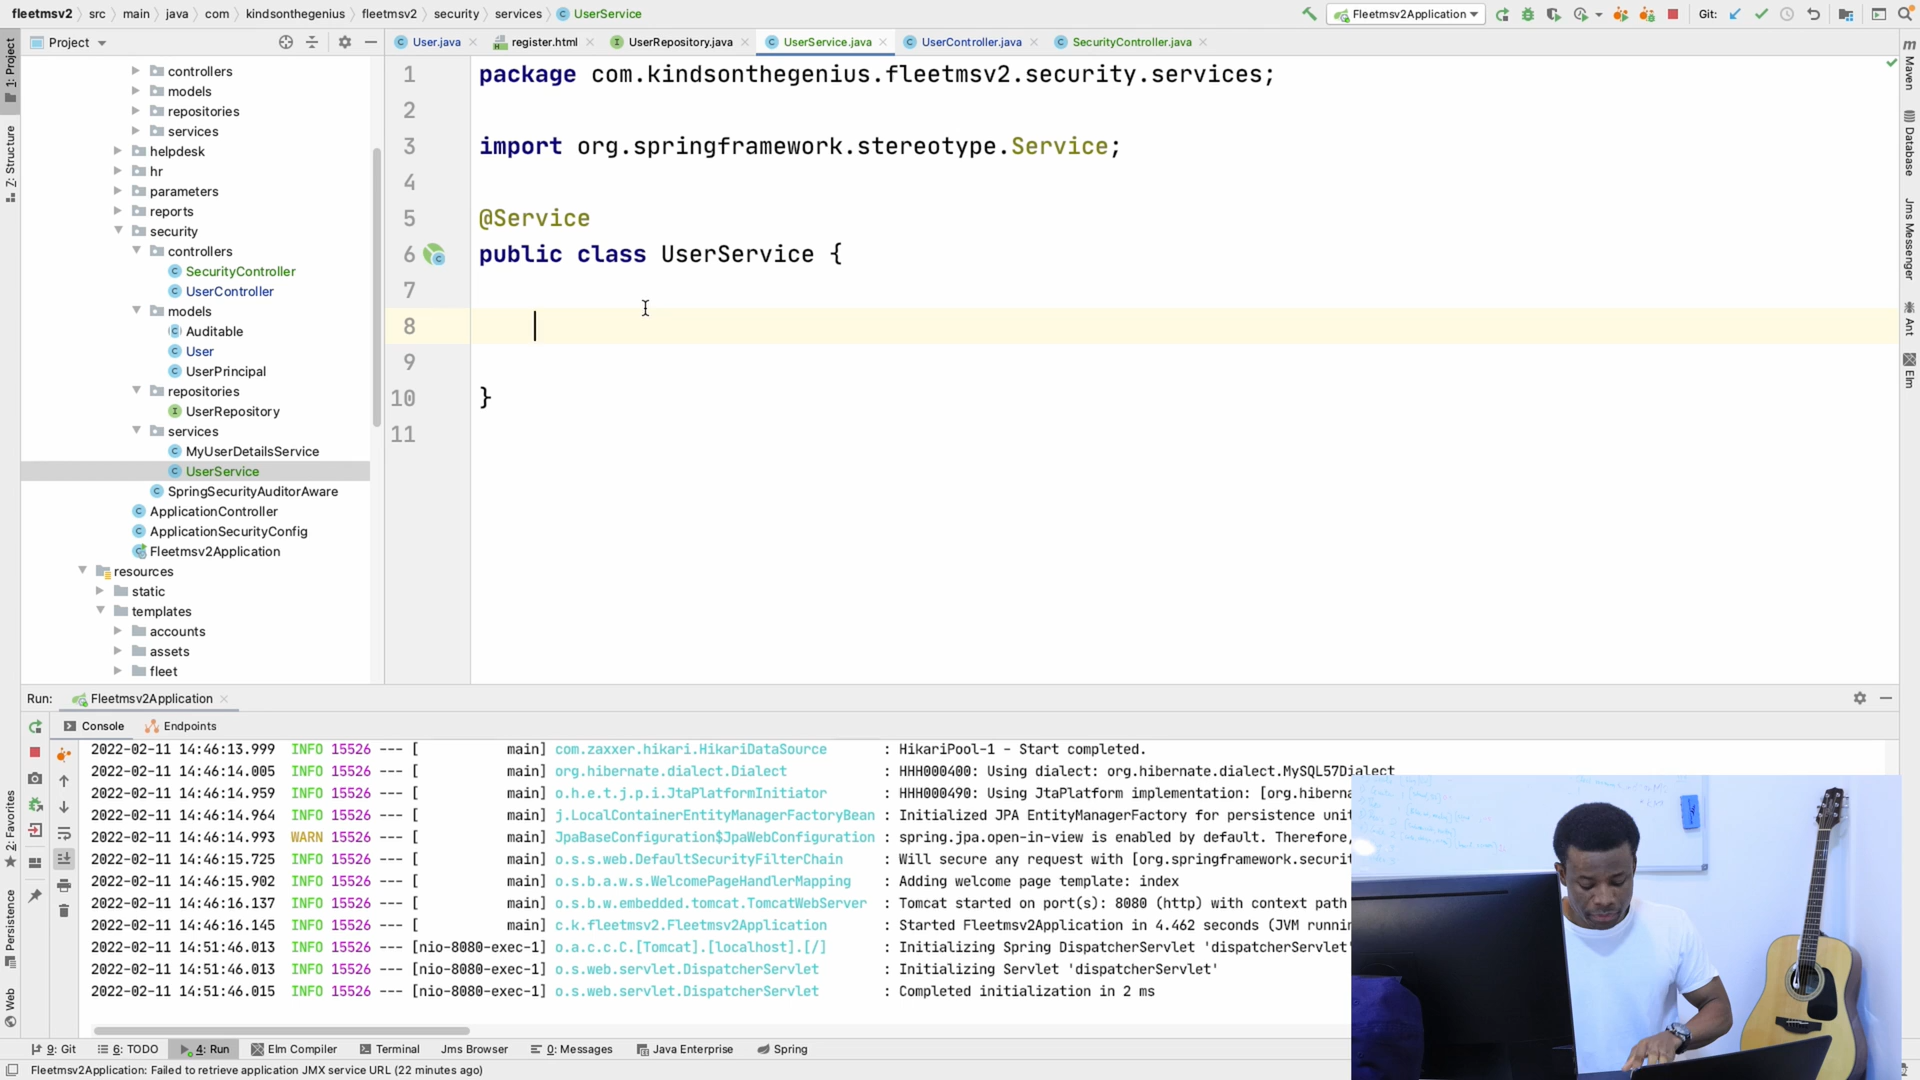 fleetmsv2 src main java com kindsonthegenius fleetmsv2 security services UserService
Fleetmsv2Application Git:
1: Project
Z: Structure
2: Favorites
Persistence
Web
Project
controllers
models
repositories
services
helpdesk
hr
parameters
reports
security
controllers
SecurityController
UserController
models
Auditable
User
UserPrincipal
repositories
UserRepository
services
MyUserDetailsService
UserService
SpringSecurityAuditorAware
ApplicationController
ApplicationSecurityConfig
Fleetmsv2Application
resources
static
templates
accounts
assets
fleet
User.java register.html UserRepository.java UserService.java UserController.java SecurityController.java
1 package com.kindsonthegenius.fleetmsv2.security.services;
2
3 import org.springframework.stereotype.Service;
4
5 @Service
6 public class UserService {
7
8
9
10 }
11
Maven
Database
Jms Messenger
Ant
Elm
Run: Fleetmsv2Application
Console Endpoints
2022-02-11 14:46:13.999 INFO 15526 --- [ main] com.zaxxer.hikari.HikariDataSource : HikariPool-1 - Start completed.
2022-02-11 14:46:14.005 INFO 15526 --- [ main] org.hibernate.dialect.Dialect : HHH000400: Using dialect: org.hibernate.dialect.MySQL57Dialect
2022-02-11 14:46:14.959 INFO 15526 --- [ main] o.h.e.t.j.p.i.JtaPlatformInitiator : HHH000490: Using JtaPlatform implementation: [org.hiberna
2022-02-11 14:46:14.964 INFO 15526 --- [ main] j.LocalContainerEntityManagerFactoryBean : Initialized JPA EntityManagerFactory for persistence unit
2022-02-11 14:46:14.993 WARN 15526 --- [ main] JpaBaseConfiguration$JpaWebConfiguration : spring.jpa.open-in-view is enabled by default. Therefore,
2022-02-11 14:46:15.725 INFO 15526 --- [ main] o.s.s.web.DefaultSecurityFilterChain : Will secure any request with [org.springframework.securit
2022-02-11 14:46:15.902 INFO 15526 --- [ main] o.s.b.a.w.s.WelcomePageHandlerMapping : Adding welcome page template: index
2022-02-11 14:46:16.137 INFO 15526 --- [ main] o.s.b.w.embedded.tomcat.TomcatWebServer : Tomcat started on port(s): 8080 (http) with context path
2022-02-11 14:46:16.145 INFO 15526 --- [ main] c.k.fleetmsv2.Fleetmsv2Application : Started Fleetmsv2Application in 4.462 seconds (JVM runnin
2022-02-11 14:51:46.013 INFO 15526 --- [nio-8080-exec-1] o.a.c.c.C.[Tomcat].[localhost].[/] : Initializing Spring DispatcherServlet 'dispatcherServlet'
2022-02-11 14:51:46.013 INFO 15526 --- [nio-8080-exec-1] o.s.web.servlet.DispatcherServlet : Initializing Servlet 'dispatcherServlet'
2022-02-11 14:51:46.015 INFO 15526 --- [nio-8080-exec-1] o.s.web.servlet.DispatcherServlet : Completed initialization in 2 ms
9: Git 6: TODO 4: Run Elm Compiler Terminal Jms Browser 0: Messages Java Enterprise Spring
Fleetmsv2Application: Failed to retrieve application JMX service URL (22 minutes ago)